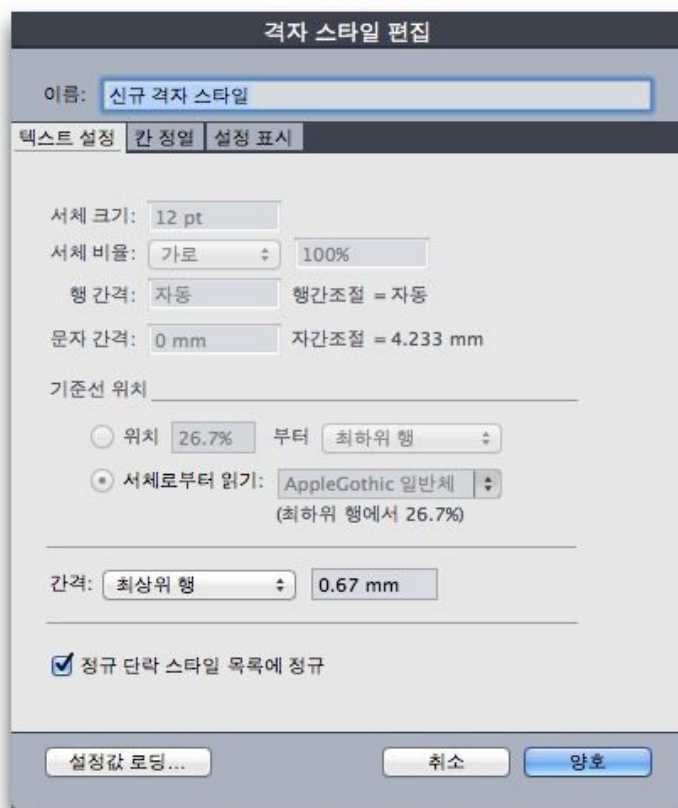 격자 스타일 편집
이름: 신규 격자 스타일
텍스트 설정 칸 정열 설정 표시
서체 크기: 12 pt
서체 비율: 가로 100%
행 간격: 자동 행간조절 = 자동
문자 간격: 0 mm 자간조절 = 4.233 mm
기준선 위치
위치 26.7% 부터 최하위 행
서체로부터 읽기: AppleGothic 일반체
(최하위 행에서 26.7%)
간격: 최상위 행 0.67 mm
정규 단락 스타일 목록에 정규
설정값 로딩... 취소 양호